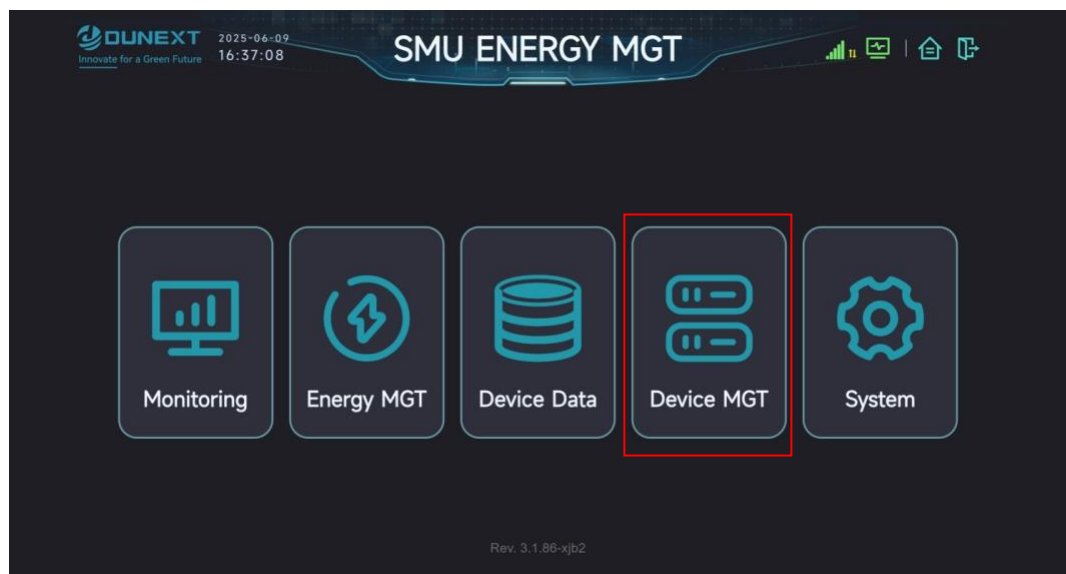 DUNEXT
Innovate for a Green Future
2025-06-09
16:37:08
SMU ENERGY MGT
Monitoring
Energy MGT
Device Data
Device MGT
System
Rev. 3.1.86-xjb2